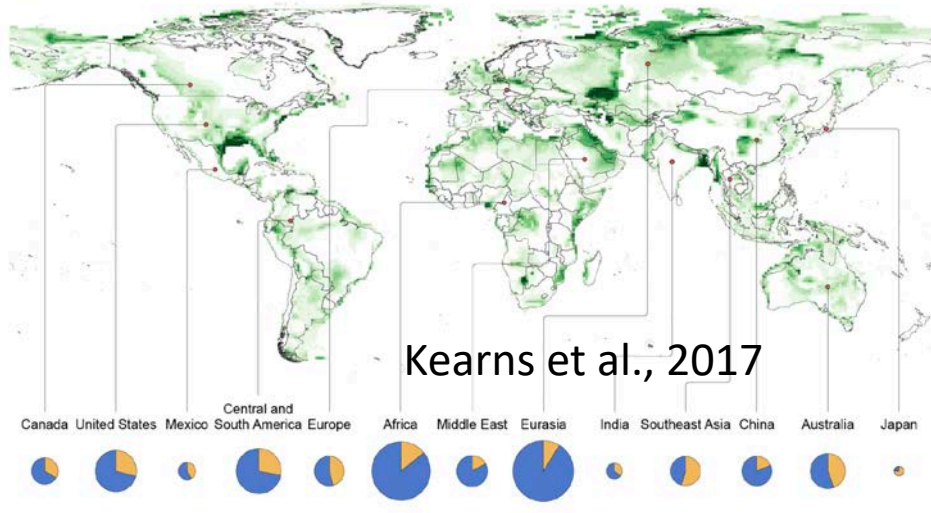 Kearns et al., 2017
Central and
Canada United States Mexico South America Europe Africa Middle East Eurasia India Southeast Asia China Australia Japan